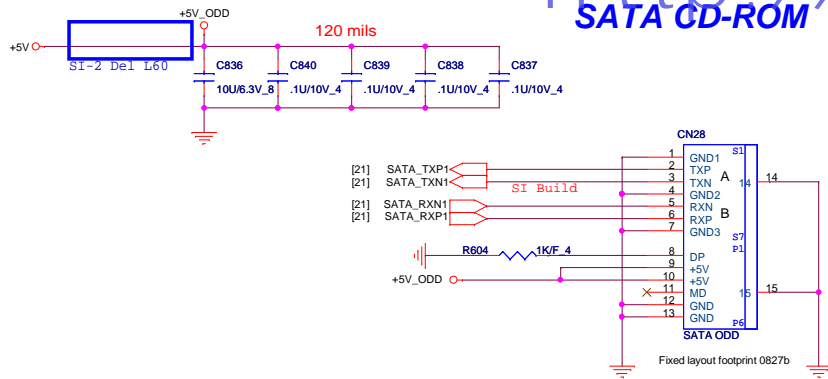 http://
SATA CD-ROM
+5V_ODD
120 mils
+5V
SI-2 Del L60
C836
C840
C839
C838
C837
10U/6.3V_8
.1U/10V_4
.1U/10V_4
.1U/10V_4
.1U/10V_4
CN28
[21] SATA_TXP1
[21] SATA_TXN1
SI Build
[21] SATA_RXN1
[21] SATA_RXP1
1 GND1 S1
2 TXP
3 TXN A 14 14
4 GND2
5 RXN
6 RXP B
7 GND3
S7
P1
R604 1K/F_4
8 DP
9 +5V
+5V_ODD
10 +5V
11 MD 15 15
12 GND
13 GND
P6
SATA ODD
Fixed layout footprint 0827b